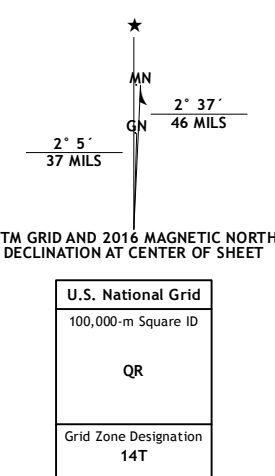 ★
MN
2° 37´
46 MILS
GN
2° 5´
37 MILS
TM GRID AND 2016 MAGNETIC NORTH
DECLINATION AT CENTER OF SHEET
U.S. National Grid
100,000-m Square ID
QR
Grid Zone Designation
14T